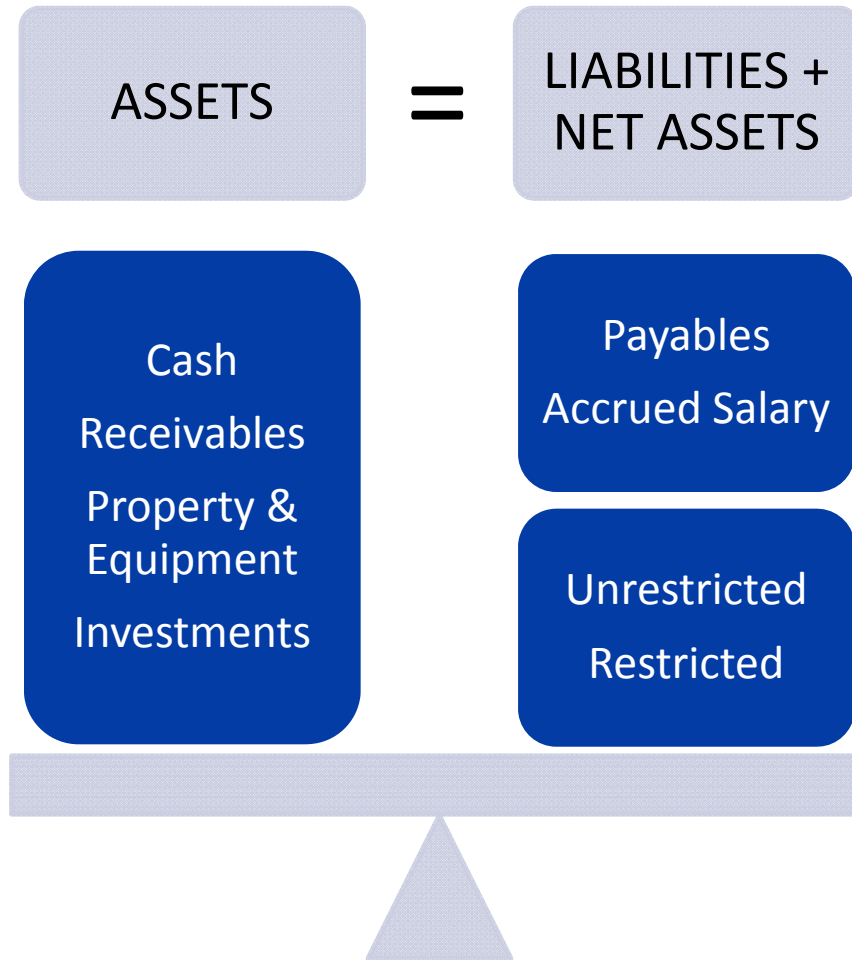 ASSETS
=
LIABILITIES +
NET ASSETS
Cash
Receivables
Property &
Equipment
Investments
Payables
Accrued Salary
Unrestricted
Restricted